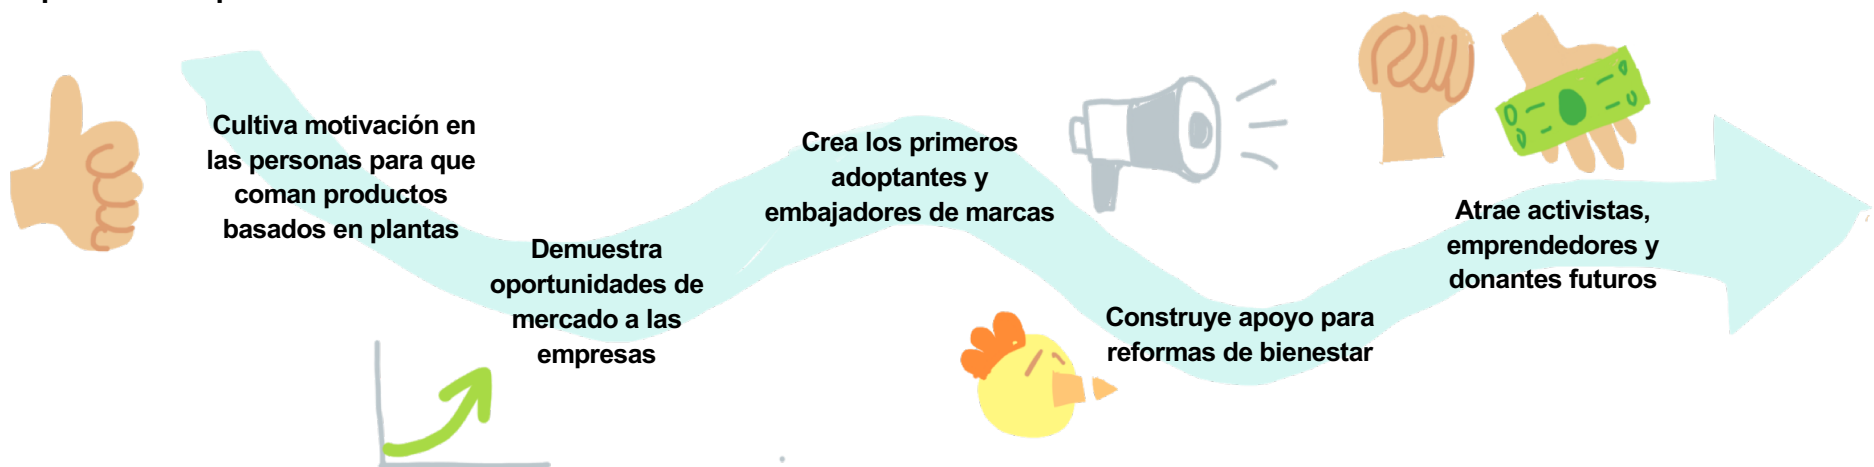 Cultiva motivación en
las personas para que
coman productos
basados en plantas
Demuestra
oportunidades de
mercado a las
empresas
Crea los primeros
adoptantes y
embajadores de marcas
Construye apoyo para
reformas de bienestar
Atrae activistas,
emprendedores y
donantes futuros